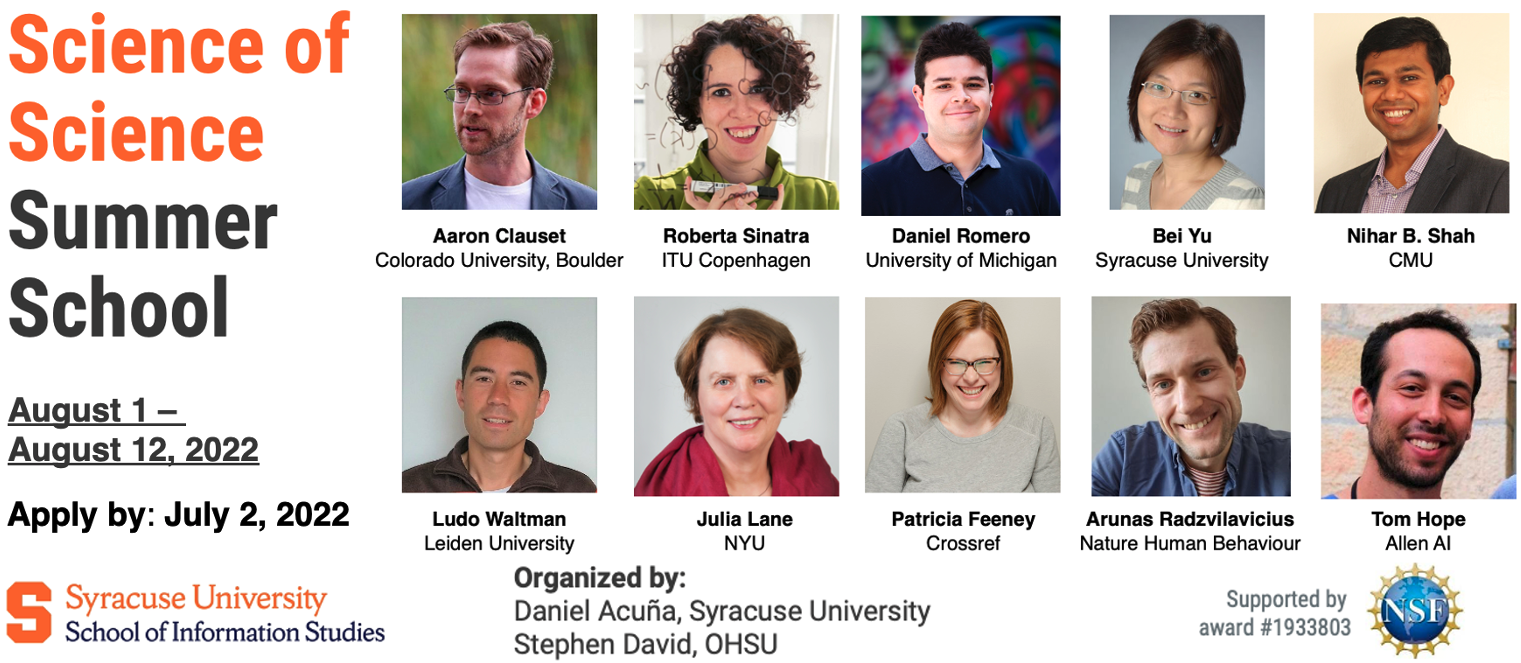 Science of
Science
Summer
School
August 1 –
August 12, 2022
Apply by: July 2, 2022
Syracuse University
School of Information Studies
Aaron Clauset
Colorado University, Boulder
Roberta Sinatra
ITU Copenhagen
Daniel Romero
University of Michigan
Bei Yu
Syracuse University
Nihar B. Shah
CMU
Ludo Waltman
Leiden University
Julia Lane
NYU
Patricia Feeney
Crossref
Arunas Radzvilavicius
Nature Human Behaviour
Tom Hope
Allen AI
Organized by:
Daniel Acuña, Syracuse University
Stephen David, OHSU
Supported by
award #1933803
NSF